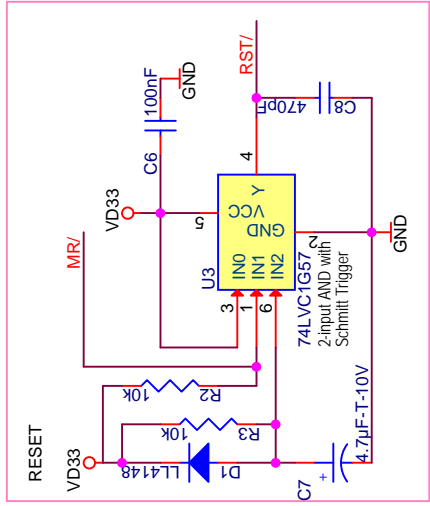 RESET
VD33
10k
R2
10k
R3
LL4148
D1
C7
+
4.7µF-T-10V
MR/
VD33
C6
100nF
GND
U3
3
1
6
IN0
IN1
IN2
5
VCC
GND
2
Y
4
74LVC1G57
2-input AND with
Schmitt Trigger
RST/
470pF
C8
GND